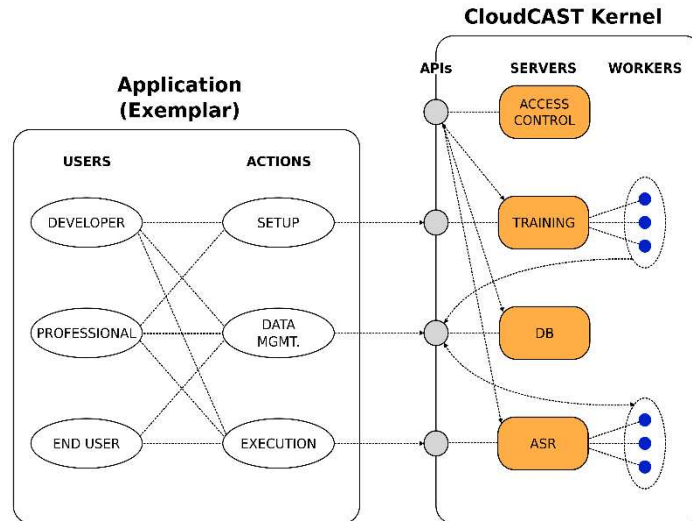 CloudCAST Kernel
APIs
SERVERS
WORKERS
Application
(Exemplar)
USERS
ACTIONS
ACCESS
CONTROL
DEVELOPER
SETUP
TRAINING
PROFESSIONAL
DATA
MGMT.
DB
END USER
EXECUTION
ASR